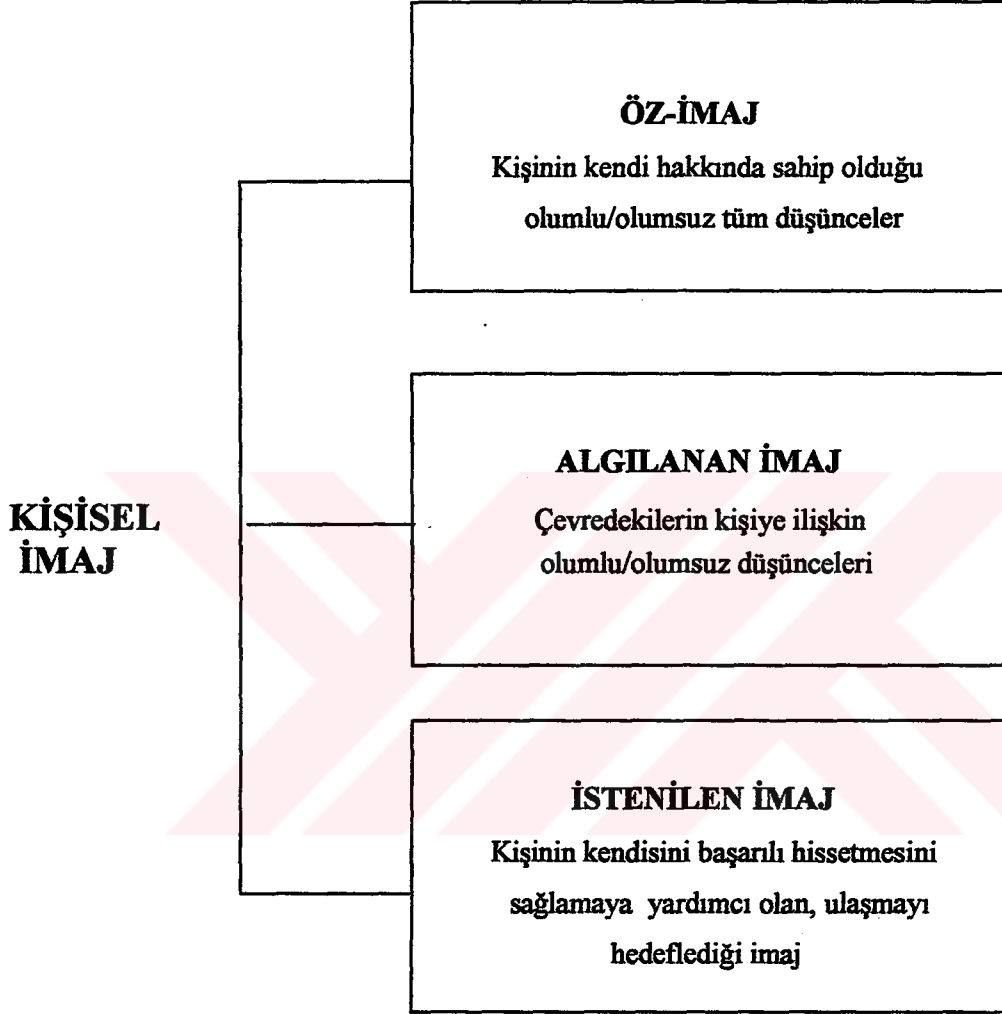 ÖZ-İMAJ
Kişinin kendi hakkında sahip olduğu
olumlu/olumsuz tüm düşünceler
KİŞİSEL
İMAJ
ALGILANAN İMAJ
Çevredekilerin kişiye ilişkin
olumlu/olumsuz düşünceleri
İSTENİLEN İMAJ
Kişinin kendisini başarılı hissetmesini
sağlamaya yardımcı olan, ulaşmayı
hedeflediği imaj